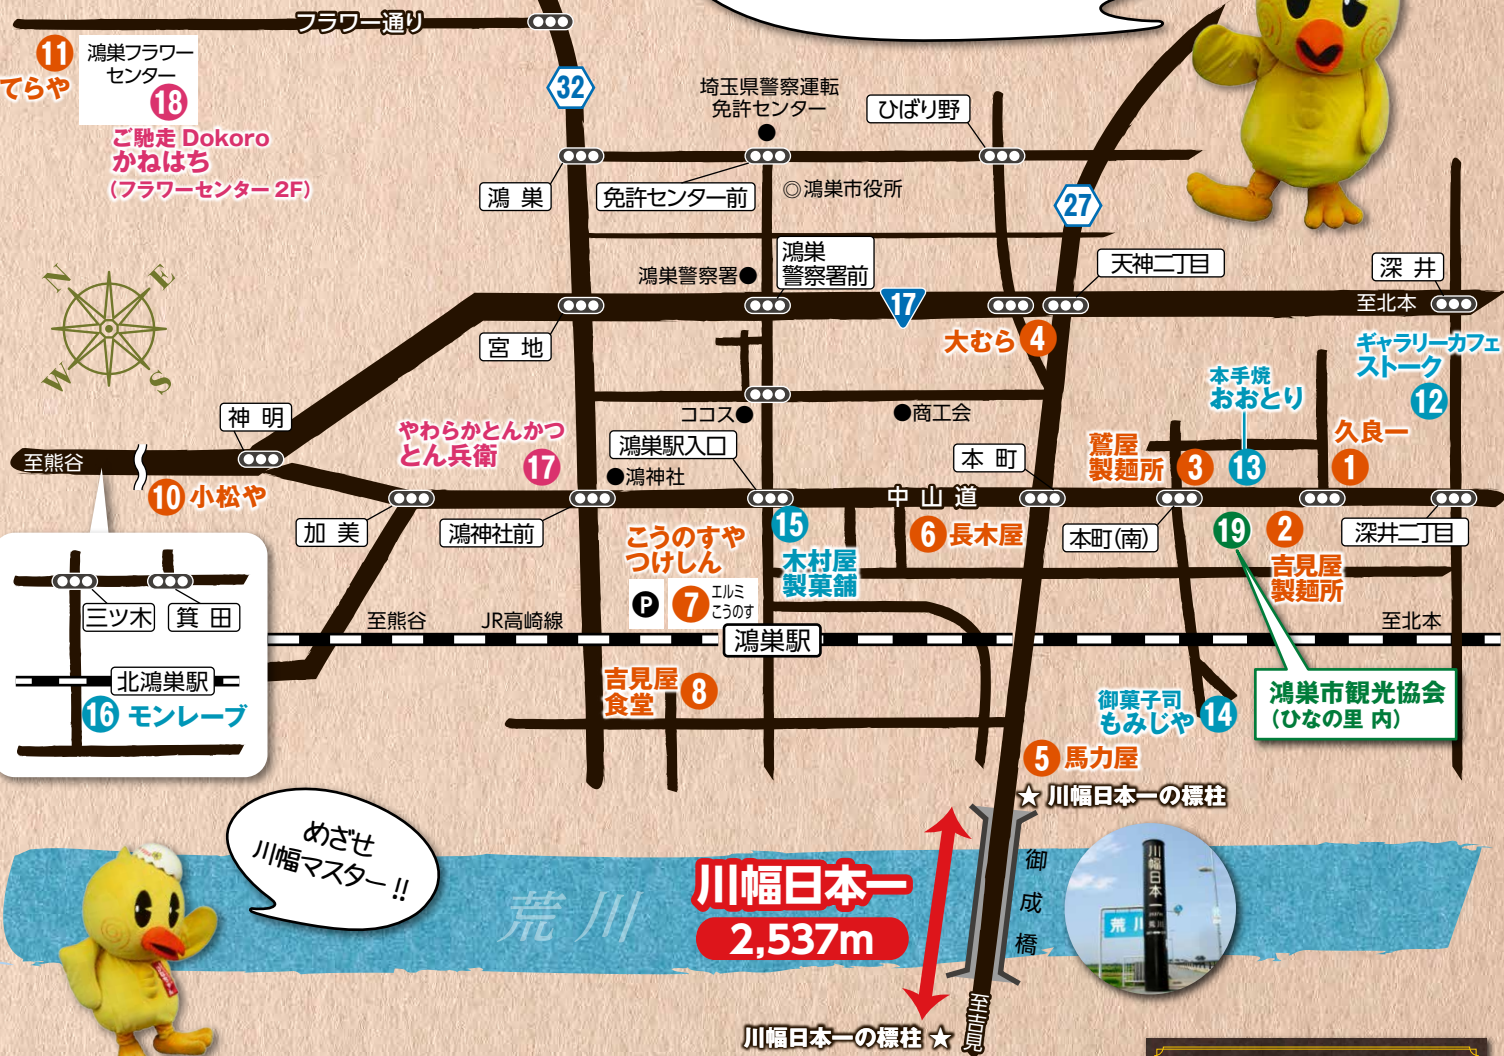 フラワー通り
11
てらや
鴻巣フラワー
センター
18
ご馳走 Dokoro
かねはち
(フラワーセンター 2F)
32
埼玉県警察運転
免許センター
ひばり野
鴻巣
免許センター前
◎鴻巣市役所
27
鴻巣警察署●
鴻巣
警察署前
天神二丁目
深井
17
至北本
N
E
W
S
宮地
大むら 4
ギャラリーカフェ
ストーク
12
本手焼
おおとり
13
神明
ココス●
●商工会
やわらかとんかつ
とん兵衛
17
鴻巣駅入口
●鴻神社
本町
鷲屋
製麺所
3
久良一
1
至熊谷
10 小松や
中山道
加美
鴻神社前
15
木村屋
製菓舗
6 長木屋
本町(南)
19
2
吉見屋
製麺所
深井二丁目
こうのすや
つけしん
P
7
エルミ
こうのす
三ツ木
箕田
北鴻巣駅
16 モンレーブ
至熊谷
JR高崎線
鴻巣駅
至北本
吉見屋
食堂
8
御菓子司
もみじや
14
鴻巣市観光協会
(ひなの里 内)
5 馬力屋
★ 川幅日本一の標柱
めざせ
川幅マスター!!
荒川
川幅日本一
2,537m
御成橋
川幅日本一
荒川
川幅日本一の標柱 ★
至吉見